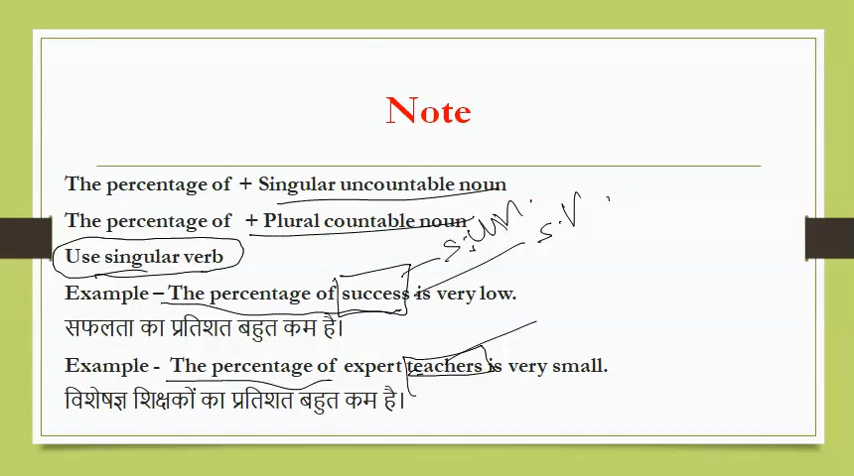 Note
The percentage of + Singular uncountable noun
The percentage of + Plural countable noun
S.U.N.
S.V
Use singular verb
Example – The percentage of success is very low.
सफलता का प्रतिशत बहुत कम है।
Example - The percentage of expert teachers is very small.
विशेषज्ञ शिक्षकों का प्रतिशत बहुत कम है।